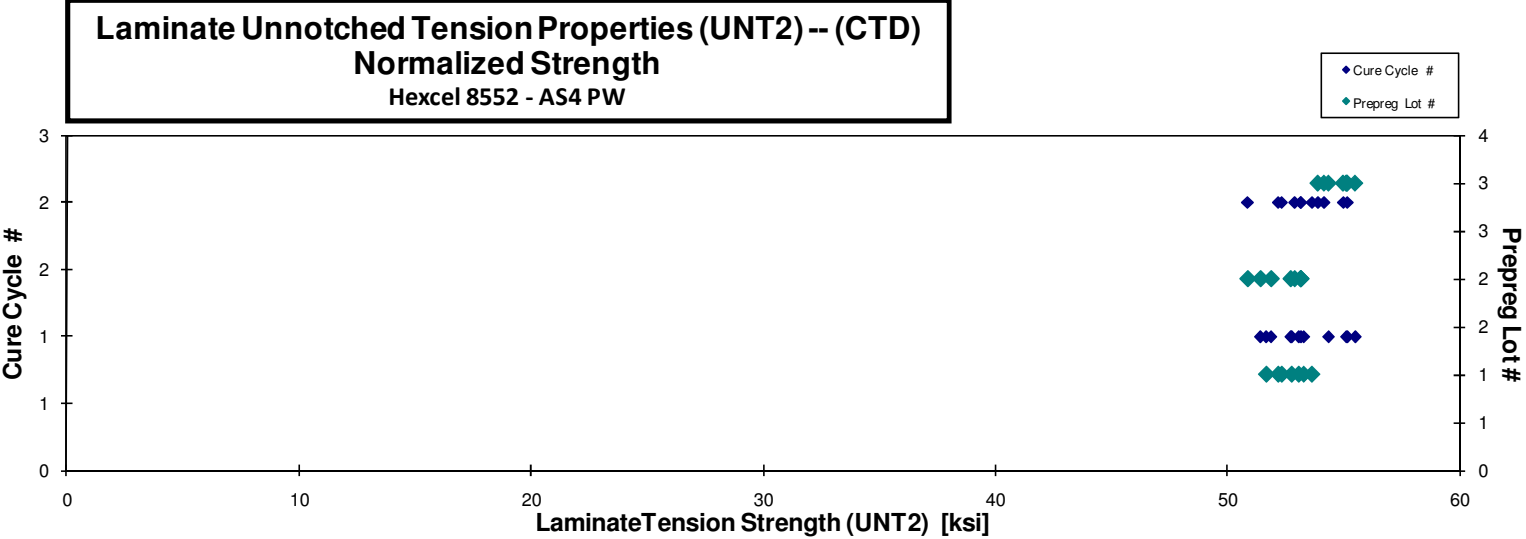 Laminate Unnotched Tension Properties (UNT2) -- (CTD)
Normalized Strength
Hexcel 8552 - AS4 PW
Cure Cycle #
Prepreg Lot #
3
2
2
1
1
0
Cure Cycle #
4
3
3
2
2
1
1
0
Prepreg Lot #
0 10 20 30 40 50 60
LaminateTension Strength (UNT2) [ksi]